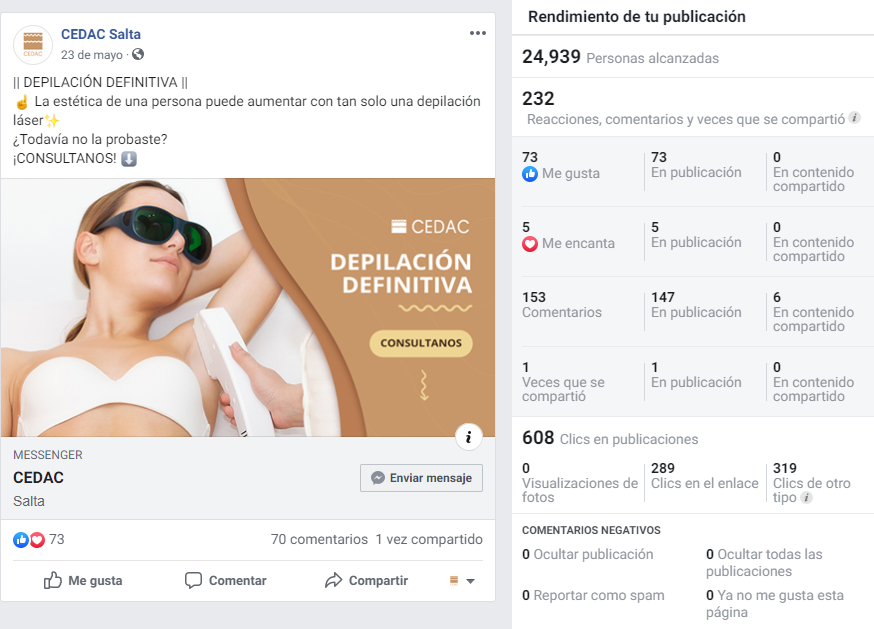 CEDAC Salta
23 de mayo ·
|| DEPILACIÓN DEFINITIVA ||
☝ La estética de una persona puede aumentar con tan solo una depilación
láser✨
¿Todavía no la probaste?
¡CONSULTANOS! ⬇
CEDAC
CEDAC
DEPILACIÓN
DEFINITIVA
CONSULTANOS
MESSENGER
CEDAC
Salta
Enviar mensaje
73
70 comentarios 1 vez compartido
Me gusta
Comentar
Compartir
Rendimiento de tu publicación
24,939 Personas alcanzadas
232
Reacciones, comentarios y veces que se compartió
73
Me gusta
73
En publicación
0
En contenido
compartido
5
Me encanta
5
En publicación
0
En contenido
compartido
153
Comentarios
147
En publicación
6
En contenido
compartido
1
Veces que se
compartió
1
En publicación
0
En contenido
compartido
608 Clics en publicaciones
0
Visualizaciones de
fotos
289
Clics en el enlace
319
Clics de otro
tipo
COMENTARIOS NEGATIVOS
0 Ocultar publicación
0 Ocultar todas las
publicaciones
0 Reportar como spam
0 Ya no me gusta esta
página